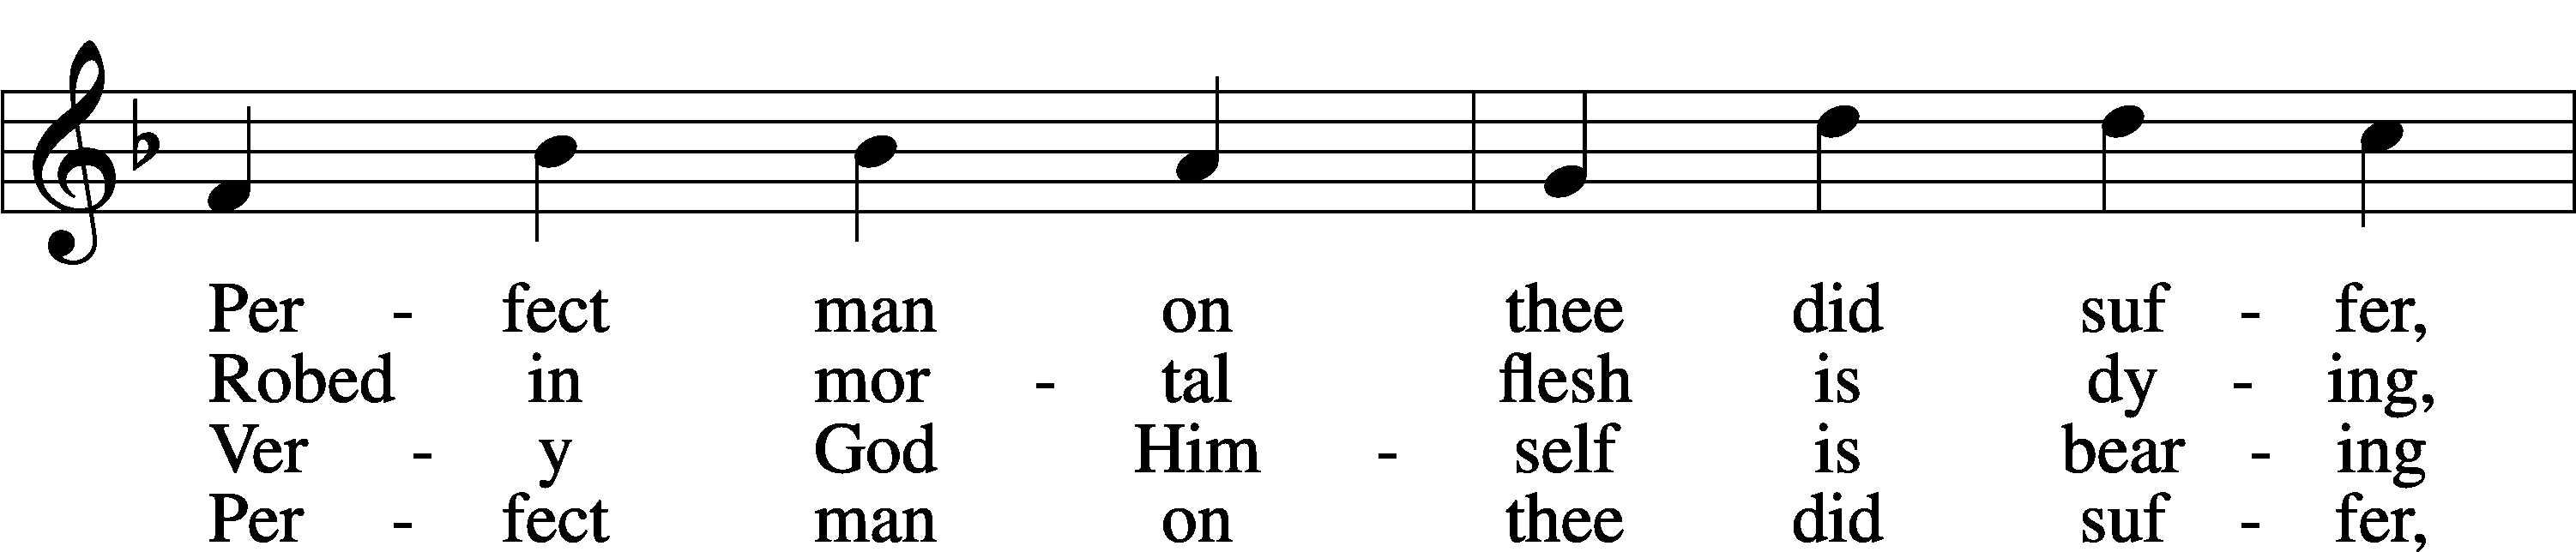 Per - fect man on thee did suf - fer,
Robed in mor - tal flesh is dy - ing,
Ver - y God Him - self is bear - ing
Per - fect man on thee did suf - fer,